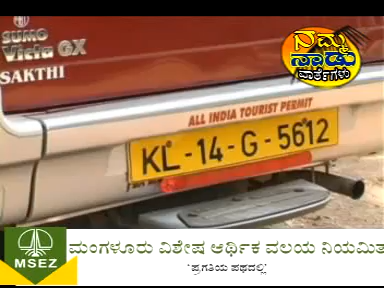 SUMO
Victa GX
SAKTHI
ನಮ್ಮ
ನಾಡು
ವಾರ್ತೆಗಳು
ALL INDIA TOURIST PERMIT
KL-14-G-5612
MSEZ
ಮಂಗಳೂರು ವಿಶೇಷ ಆರ್ಥಿಕ ವಲಯ ನಿಯಮಿತ
'ಪ್ರಗತಿಯ ಪಥದಲ್ಲಿ'